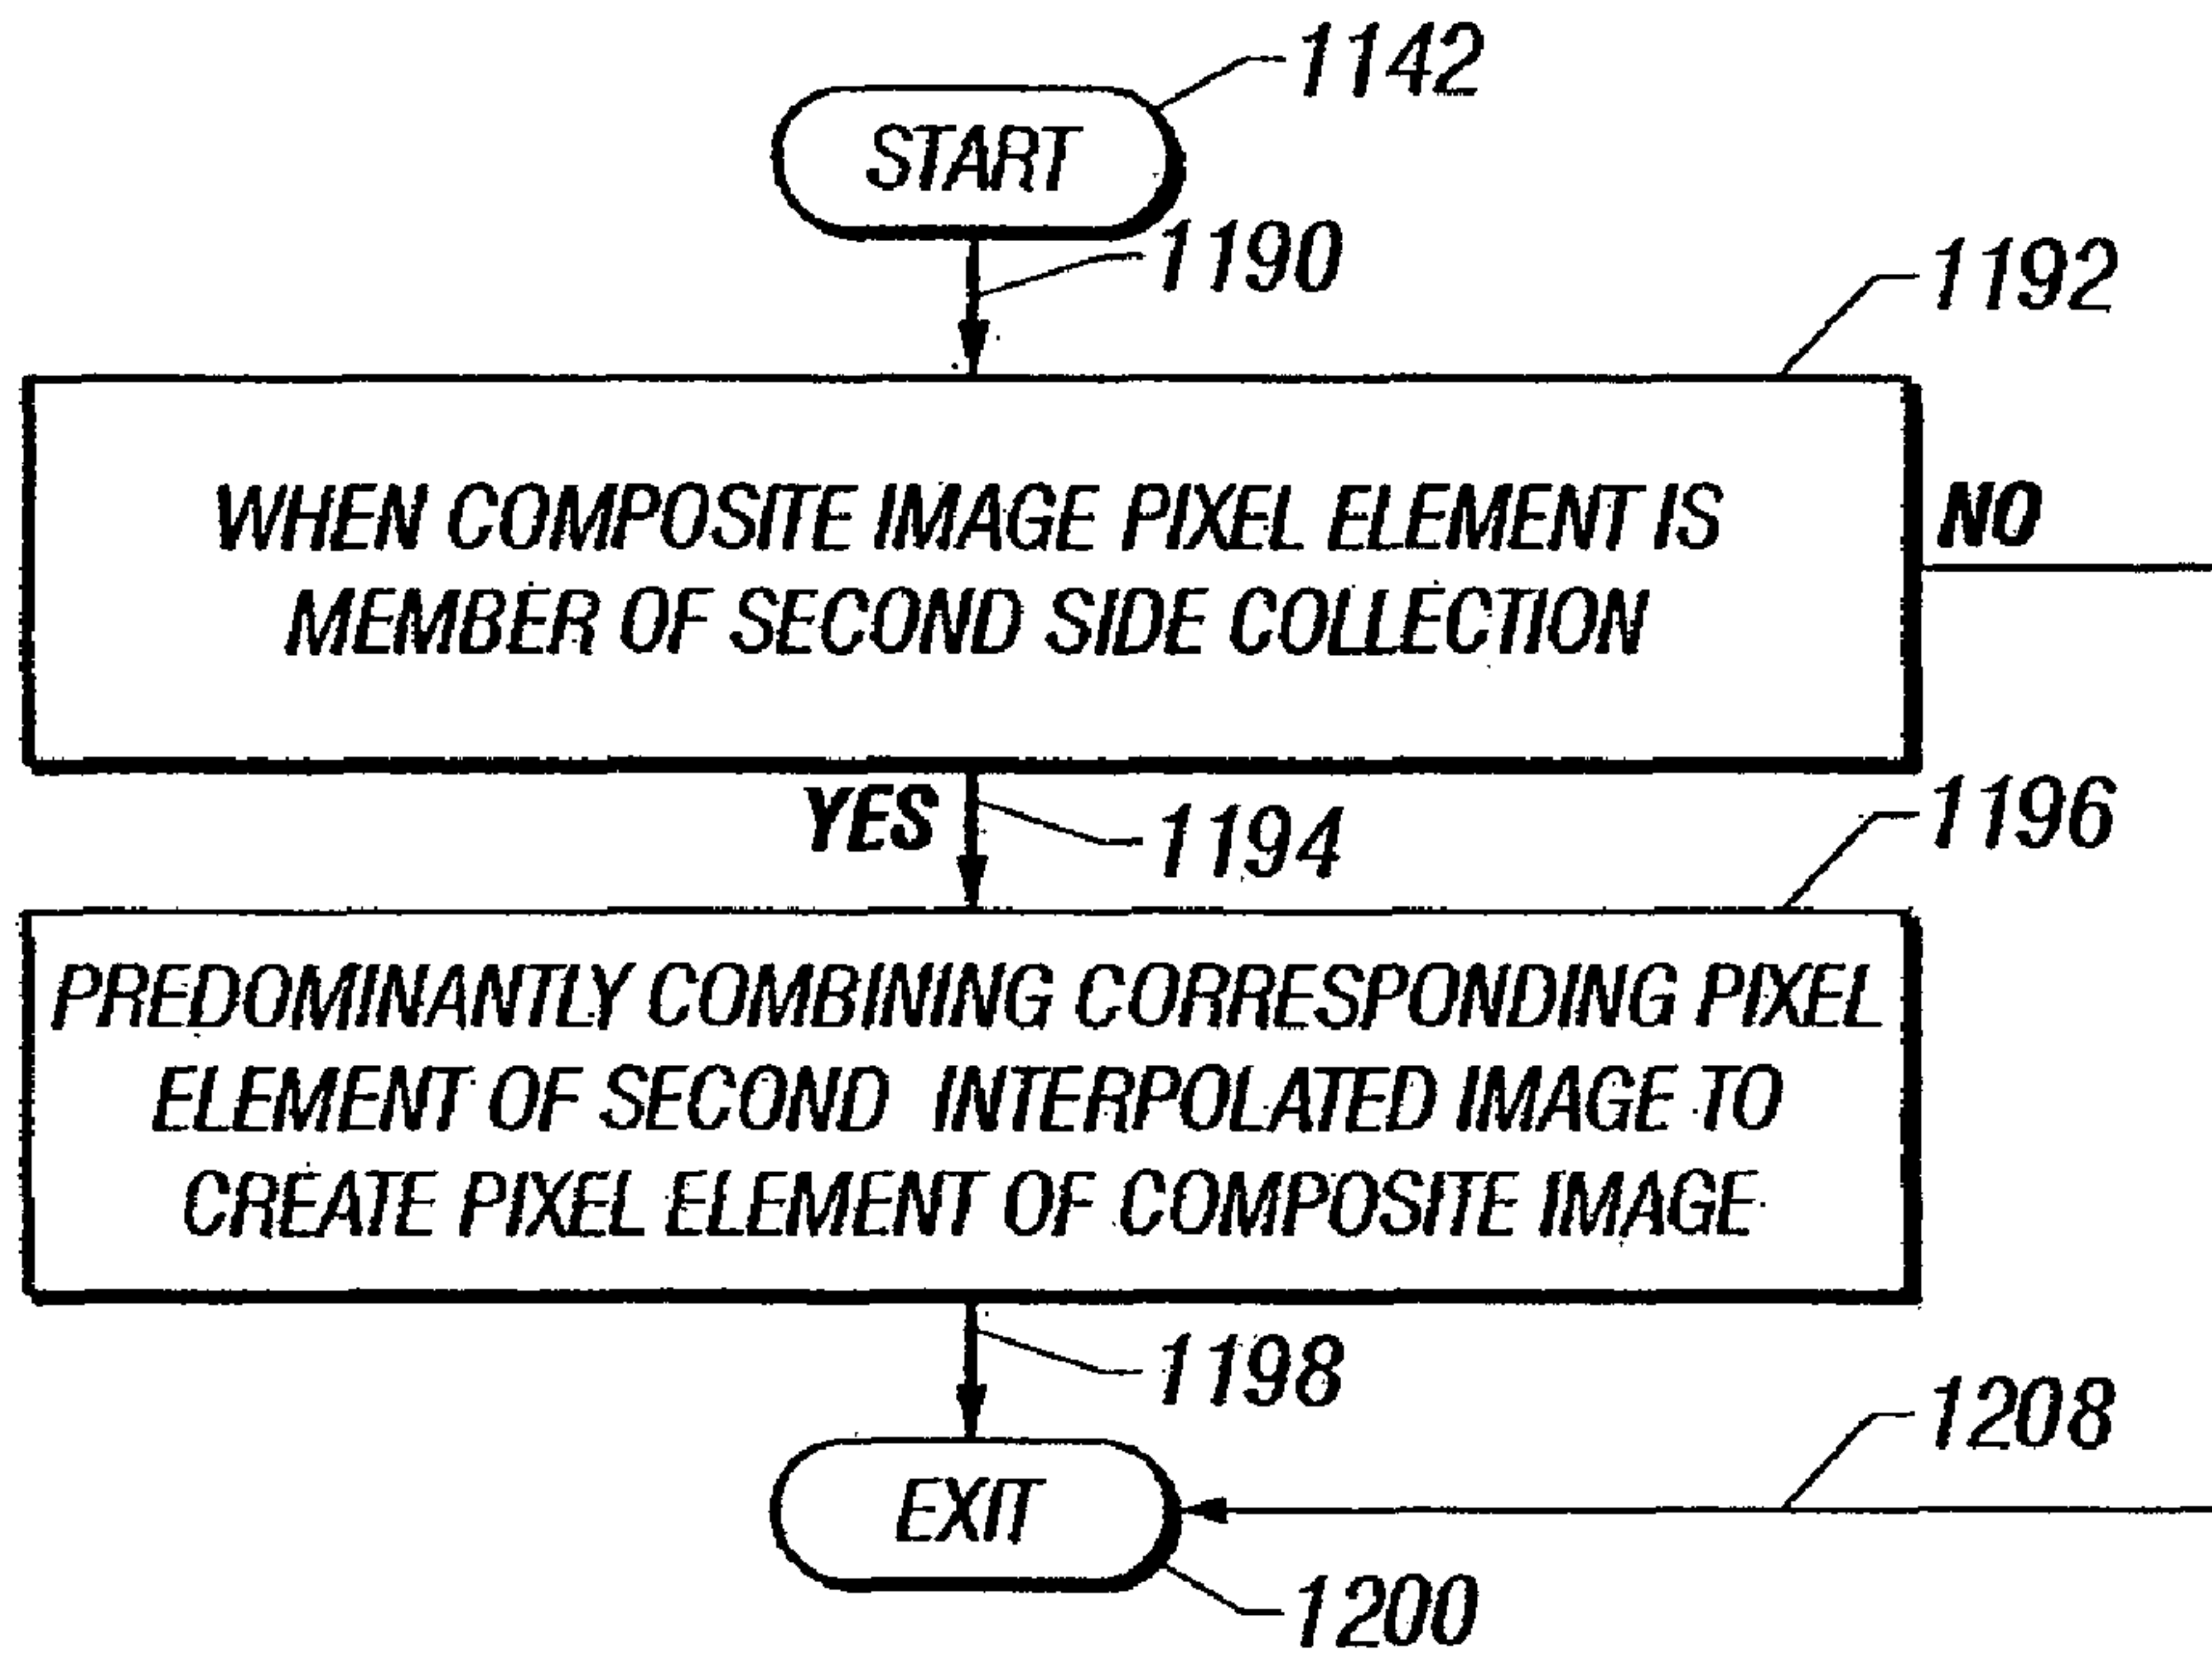 1142
START
1190
1192
WHEN COMPOSITE IMAGE PIXEL ELEMENT IS
MEMBER OF SECOND SIDE COLLECTION
NO
YES
1194
1196
PREDOMINANTLY COMBINING CORRESPONDING PIXEL
ELEMENT OF SECOND INTERPOLATED IMAGE TO
CREATE PIXEL ELEMENT OF COMPOSITE IMAGE
1198
1208
EXIT
1200